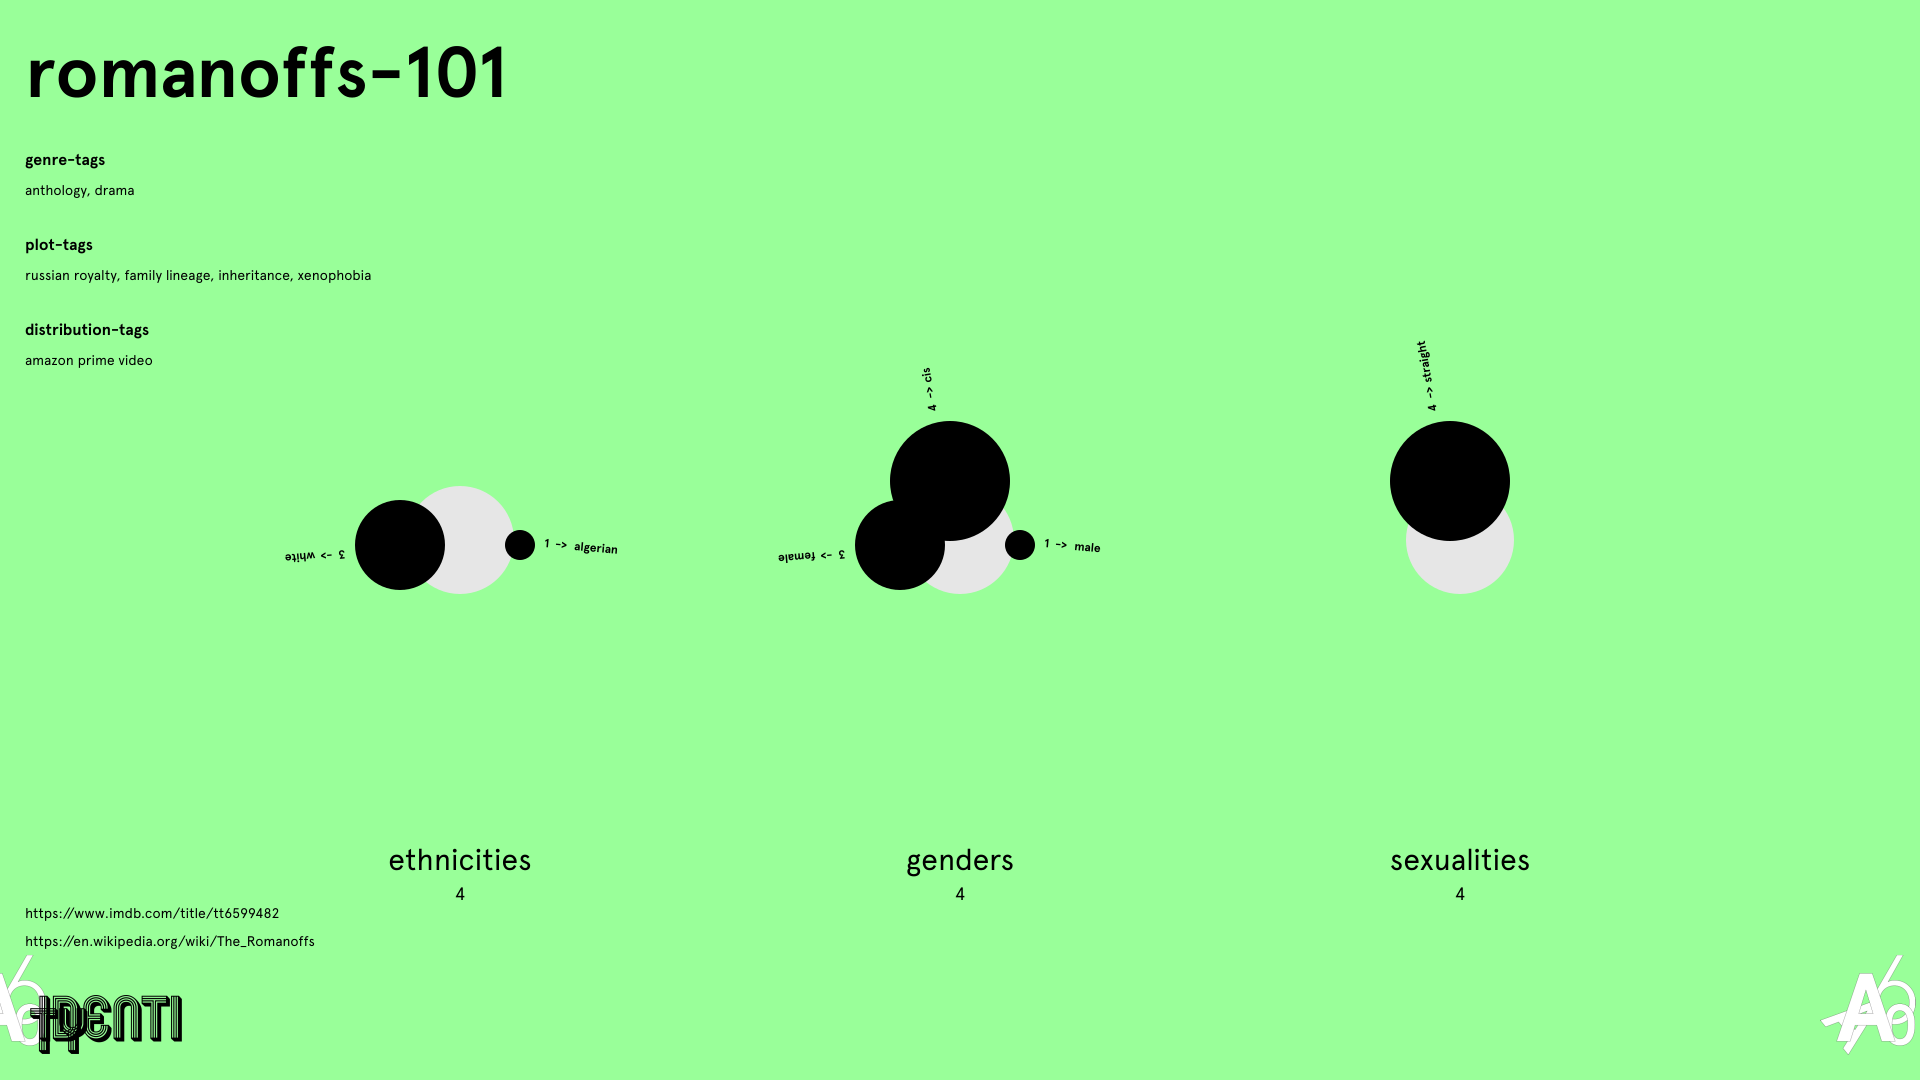 romanoffs-101
genre-tags
anthology, drama
plot-tags
russian royalty, family lineage, inheritance, xenophobia
distribution-tags
amazon prime video
3 -> white
1 -> algerian
4 -> cis
3 -> female
1 -> male
4 -> straight
ethnicities
4
genders
4
sexualities
4
https://www.imdb.com/title/tt6599482
https://en.wikipedia.org/wiki/The_Romanoffs
IDENTI